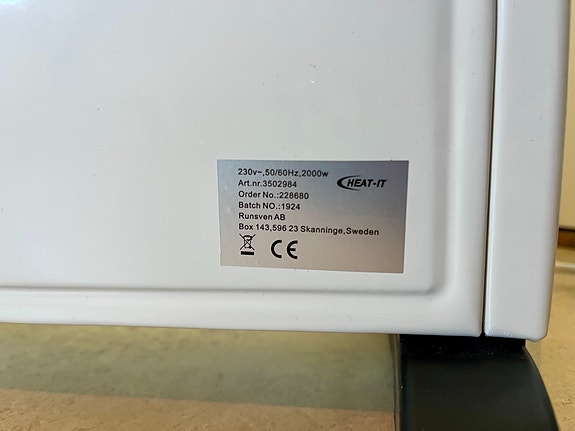 230v~,50/60Hz,2000w
HEAT-IT
Art.nr.3502984
Order No.:228680
Batch NO.:1924
Runsven AB
Box 143,596 23 Skanninge,Sweden
CE